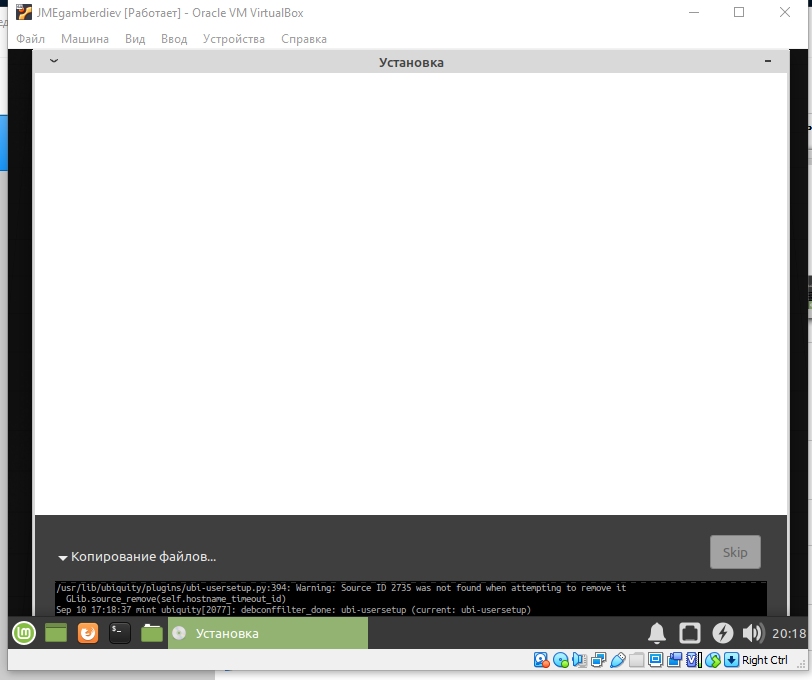 JMEgamberdiev [Работает] - Oracle VM VirtualBox
Файл Машина Вид Ввод Устройства Справка
Установка
Skip
Копирование файлов...
/usr/lib/ubiquity/plugins/ubi-usersetup.py:394: Warning: Source ID 2735 was not found when attempting to remove it
GLib.source_remove(self.hostname_timeout_id)
Sep 10 17:18:37 mint ubiquity[2077]: debconffilter_done: ubi-usersetup (current: ubi-usersetup)
Установка
20:18
Right Ctrl